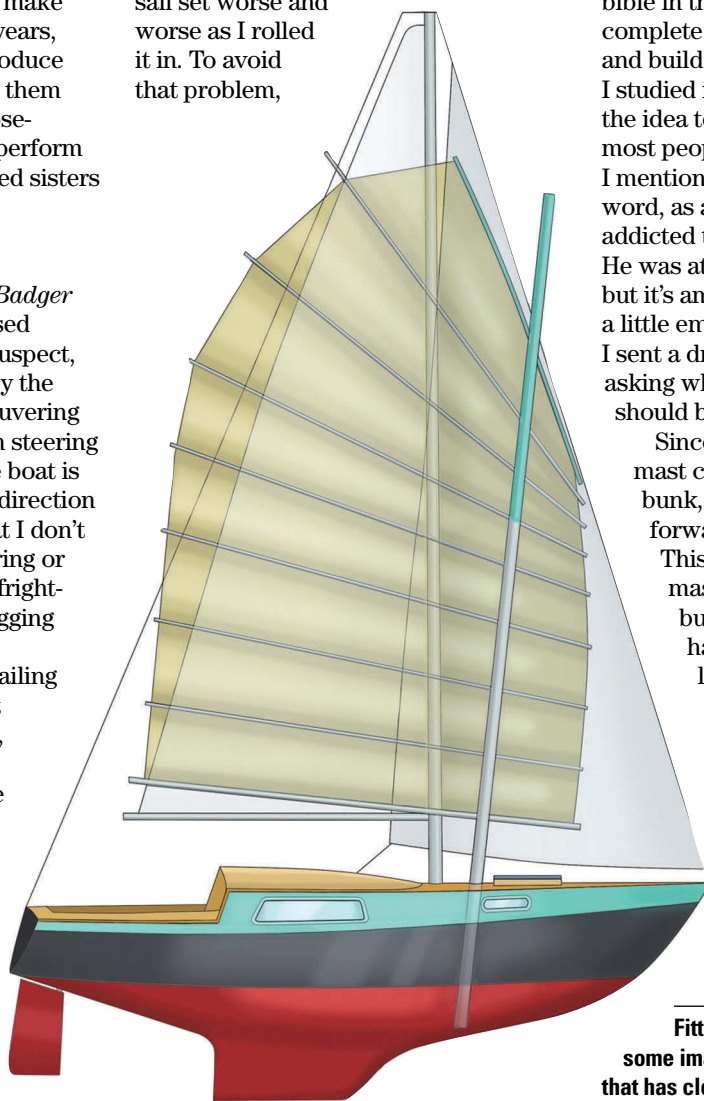 make
years,
oduce
them
ose-
perform
ed sisters
Badger
sed
uspect,
y the
uvering
n steering
e boat is
direction
at I don’t
ring or
fright-
gging
ailing
,
e
sail set worse and
worse as I rolled
it in. To avoid
that problem,
bible in th
complete
and build
I studied i
the idea to
most peop
I mention
word, as a
addicted t
He was at
but it’s an
a little em
I sent a dr
asking wh
should b
Since
mast c
bunk,
forwa
This
mas
bu
ha
l
Fitt
some ima
that has cle